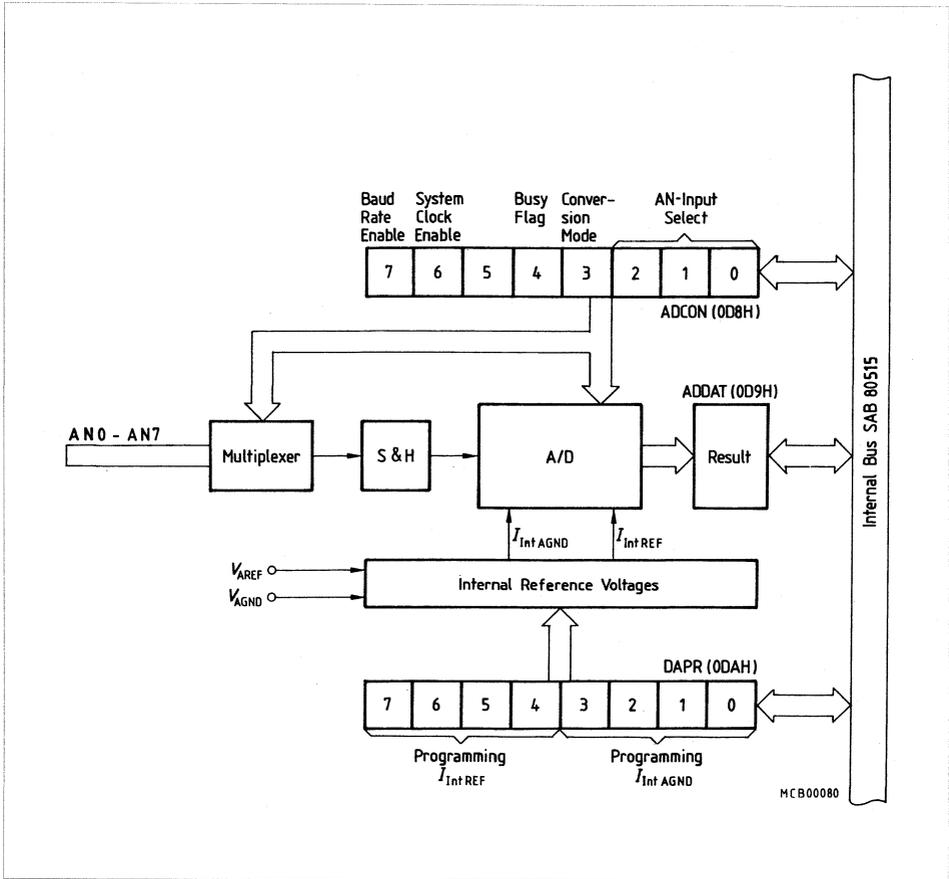 Baud Rate Enable
System Clock Enable
Busy Flag
Conver-
sion Mode
AN-Input Select
7 6 5 4 3 2 1 0
ADCON (0D8H)
AN0 - AN7
Multiplexer
S & H
A/D
ADDAT (0D9H)
Result
I Int AGND
I Int REF
VAREF
VAGND
Internal Reference Voltages
DAPR (0DAH)
7 6 5 4 3 2 1 0
Programming
I Int REF
Programming
I Int AGND
Internal Bus SAB 80515
MCB00080